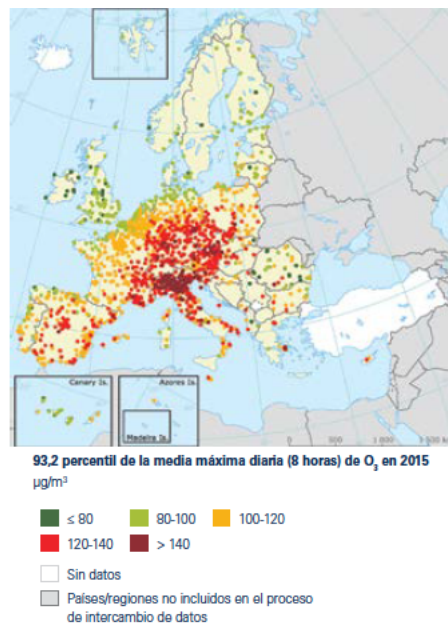 Canary Is.
Azores Is.
Madeira Is.
0 500 1 000 1 500 k
93,2 percentil de la media máxima diaria (8 horas) de O₃ en 2015
µg/m³
≤ 80 80-100 100-120
120-140 > 140
Sin datos
Países/regiones no incluidos en el proceso
de intercambio de datos